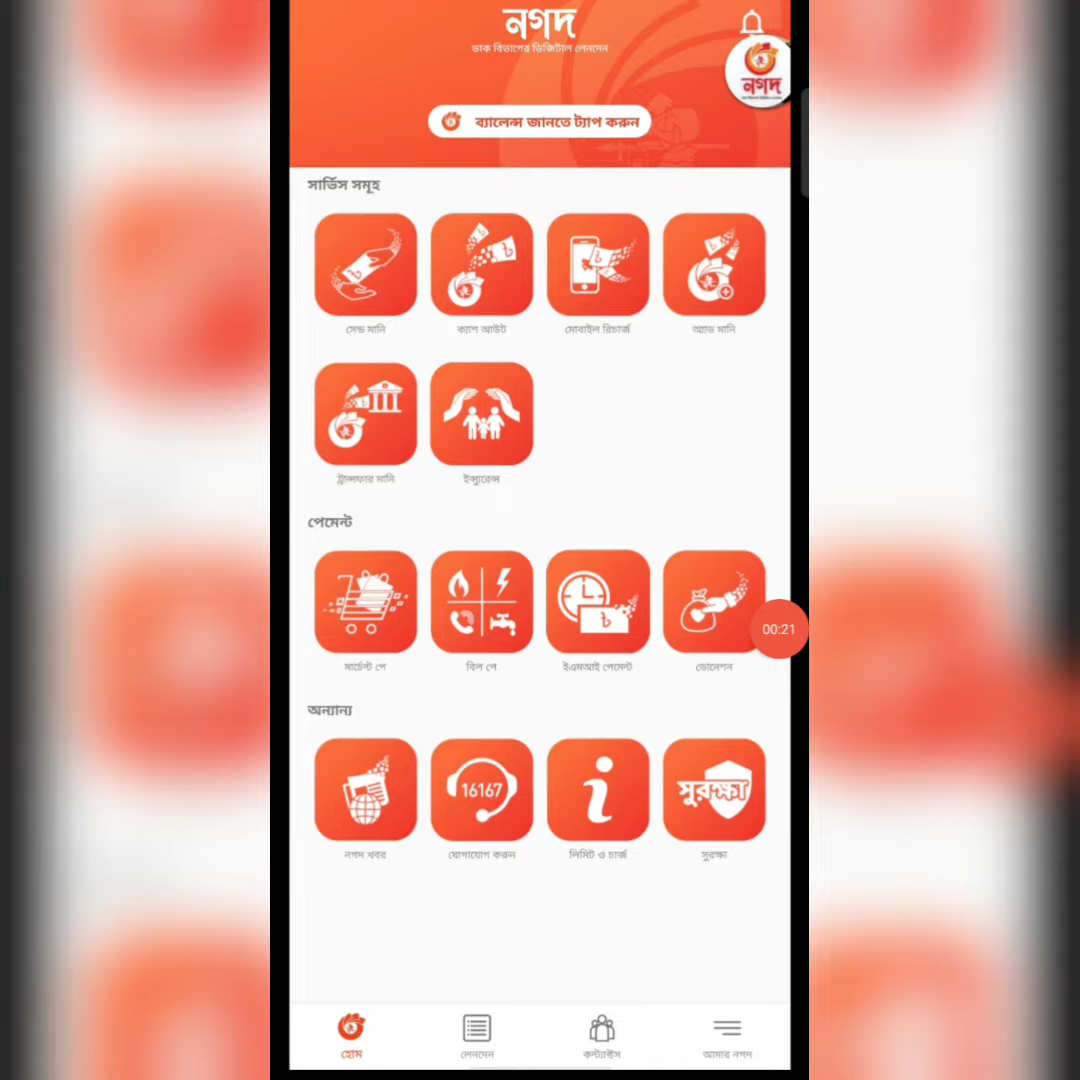 নগদ
ডাক বিভাগের ডিজিটাল লেনদেন
নগদ
ব্যালেন্স জানতে ট্যাপ করুন
সার্ভিস সমূহ
সেন্ড মানি
ক্যাশ আউট
মোবাইল রিচার্জ
অ্যাড মানি
ট্রান্সফার মানি
ইন্স্যুরেন্স
পেমেন্ট
মার্চেন্ট পে
বিল পে
ইএমআই পেমেন্ট
ডোনেশন
00:21
অন্যান্য
16167
সুরক্ষা
নগদ খবর
যোগাযোগ করুন
লিমিট ও চার্জ
সুরক্ষা
হোম
লেনদেন
কন্ট্যাক্টস
আমার নগদ